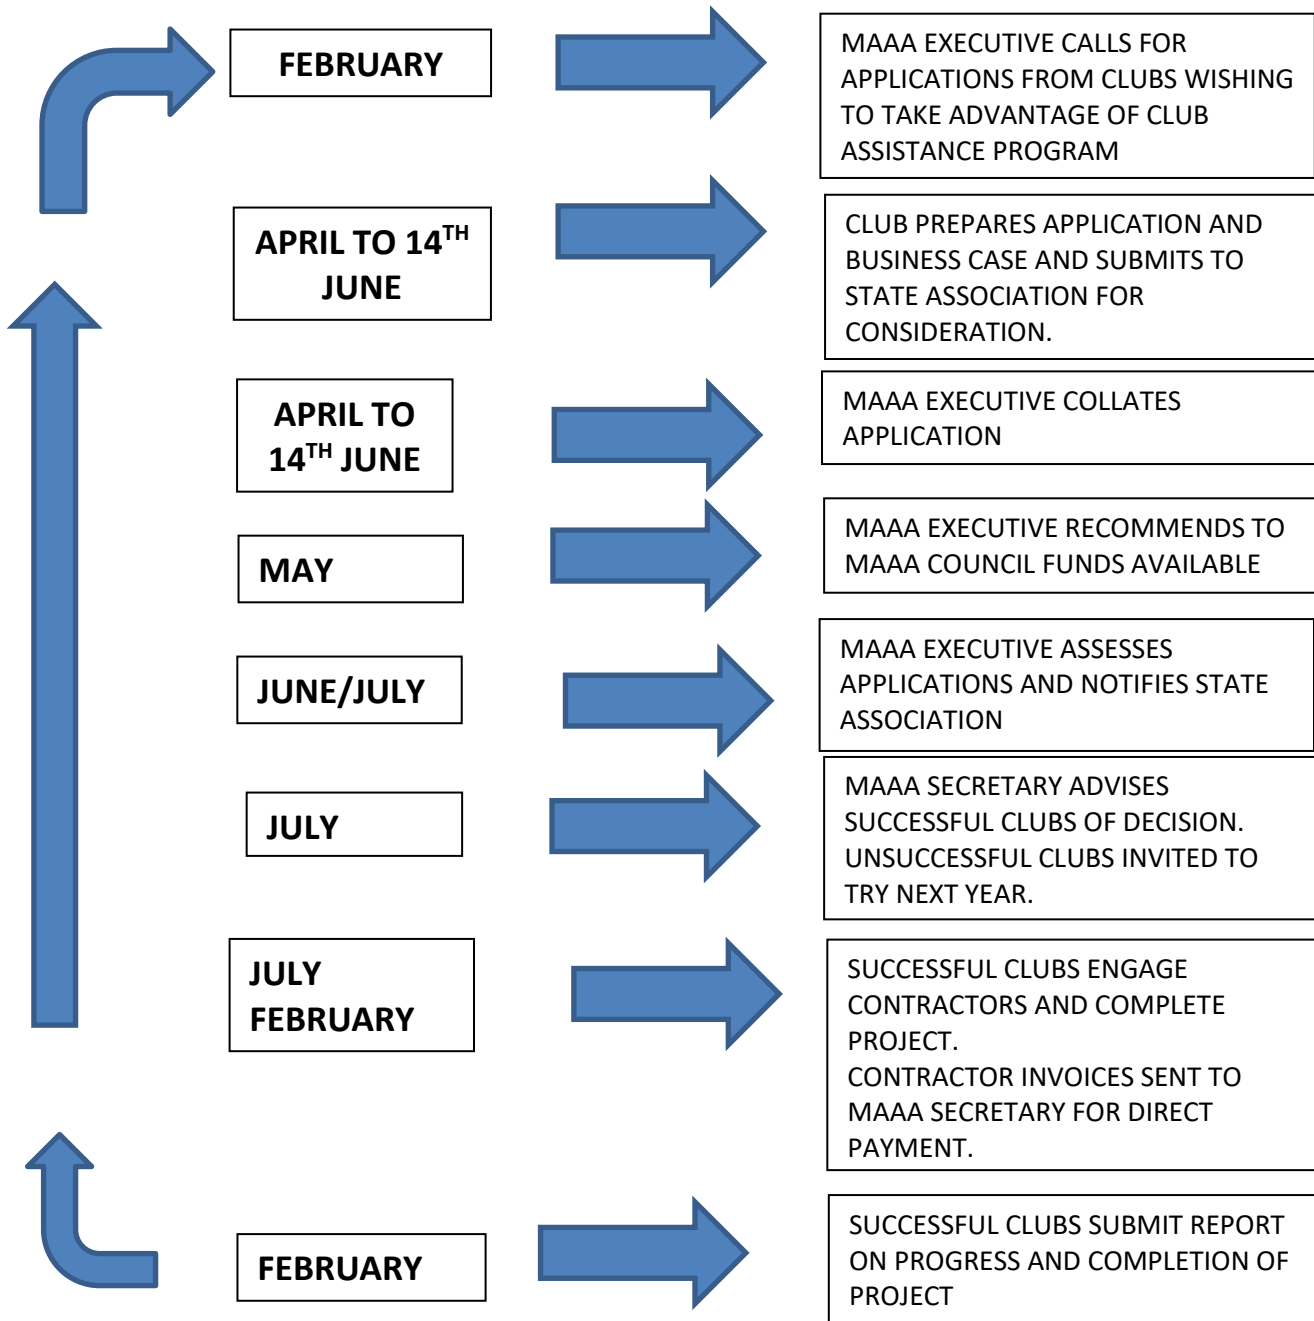 FEBRUARY
MAAA EXECUTIVE CALLS FOR
APPLICATIONS FROM CLUBS WISHING
TO TAKE ADVANTAGE OF CLUB
ASSISTANCE PROGRAM
APRIL TO 14TH
JUNE
CLUB PREPARES APPLICATION AND
BUSINESS CASE AND SUBMITS TO
STATE ASSOCIATION FOR
CONSIDERATION.
APRIL TO
14TH JUNE
MAAA EXECUTIVE COLLATES
APPLICATION
MAY
MAAA EXECUTIVE RECOMMENDS TO
MAAA COUNCIL FUNDS AVAILABLE
JUNE/JULY
MAAA EXECUTIVE ASSESSES
APPLICATIONS AND NOTIFIES STATE
ASSOCIATION
JULY
MAAA SECRETARY ADVISES
SUCCESSFUL CLUBS OF DECISION.
UNSUCCESSFUL CLUBS INVITED TO
TRY NEXT YEAR.
JULY
FEBRUARY
SUCCESSFUL CLUBS ENGAGE
CONTRACTORS AND COMPLETE
PROJECT.
CONTRACTOR INVOICES SENT TO
MAAA SECRETARY FOR DIRECT
PAYMENT.
FEBRUARY
SUCCESSFUL CLUBS SUBMIT REPORT
ON PROGRESS AND COMPLETION OF
PROJECT